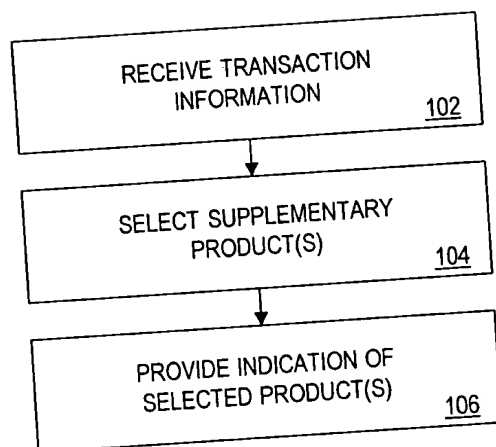 RECEIVE TRANSACTION
INFORMATION
102
SELECT SUPPLEMENTARY
PRODUCT(S)
104
PROVIDE INDICATION OF
SELECTED PRODUCT(S)
106